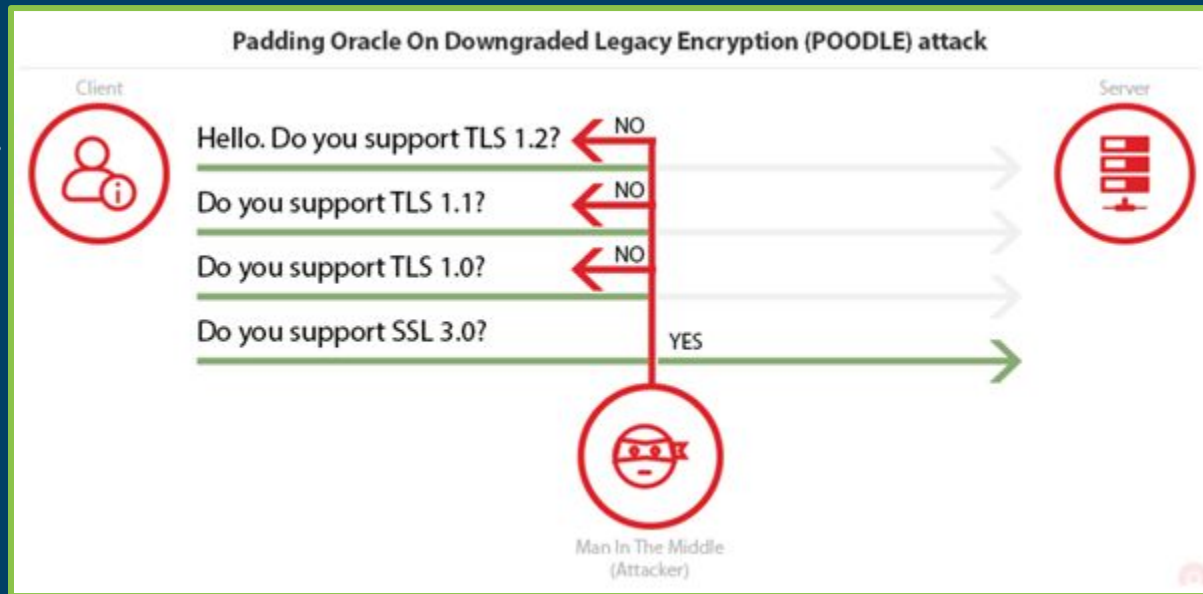 Padding Oracle On Downgraded Legacy Encryption (POODLE) attack
Client
Server
Hello. Do you support TLS 1.2?
NO
Do you support TLS 1.1?
NO
Do you support TLS 1.0?
NO
Do you support SSL 3.0?
YES
Man In The Middle
(Attacker)